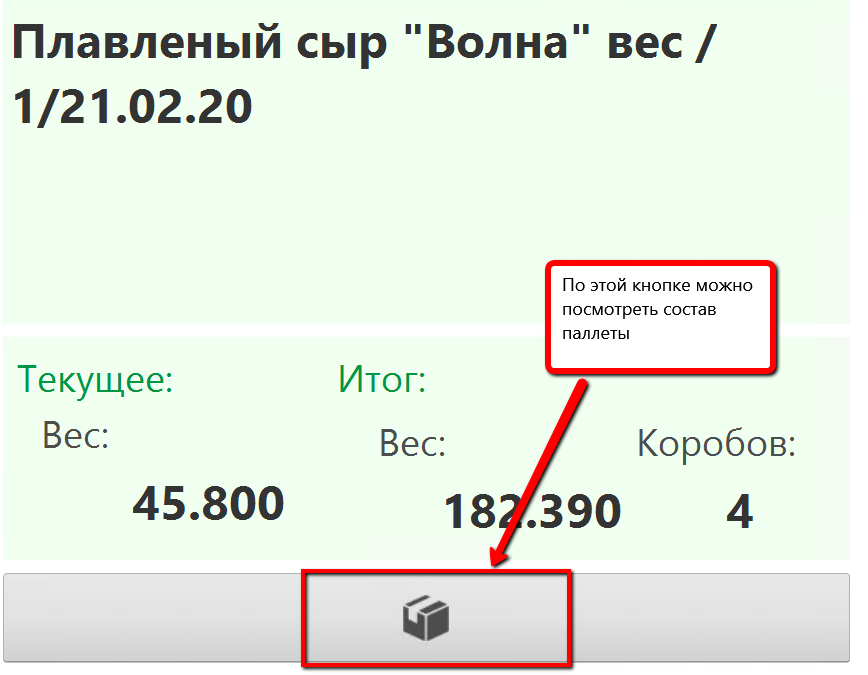 Плавленый сыр "Волна" вес /
1/21.02.20
По этой кнопке можно
посмотреть состав
паллеты
Текущее:
Итог:
Вес:
Вес:
Коробов:
45.800
182.390
4